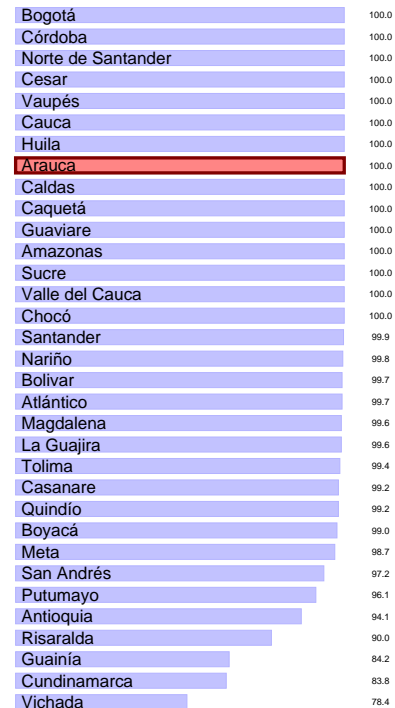 Bogotá 100.0
Córdoba 100.0
Norte de Santander 100.0
Cesar 100.0
Vaupés 100.0
Cauca 100.0
Huila 100.0
Arauca 100.0
Caldas 100.0
Caquetá 100.0
Guaviare 100.0
Amazonas 100.0
Sucre 100.0
Valle del Cauca 100.0
Chocó 100.0
Santander 99.9
Nariño 99.8
Bolivar 99.7
Atlántico 99.7
Magdalena 99.6
La Guajira 99.6
Tolima 99.4
Casanare 99.2
Quindío 99.2
Boyacá 99.0
Meta 98.7
San Andrés 97.2
Putumayo 96.1
Antioquia 94.1
Risaralda 90.0
Guainía 84.2
Cundinamarca 83.8
Vichada 78.4